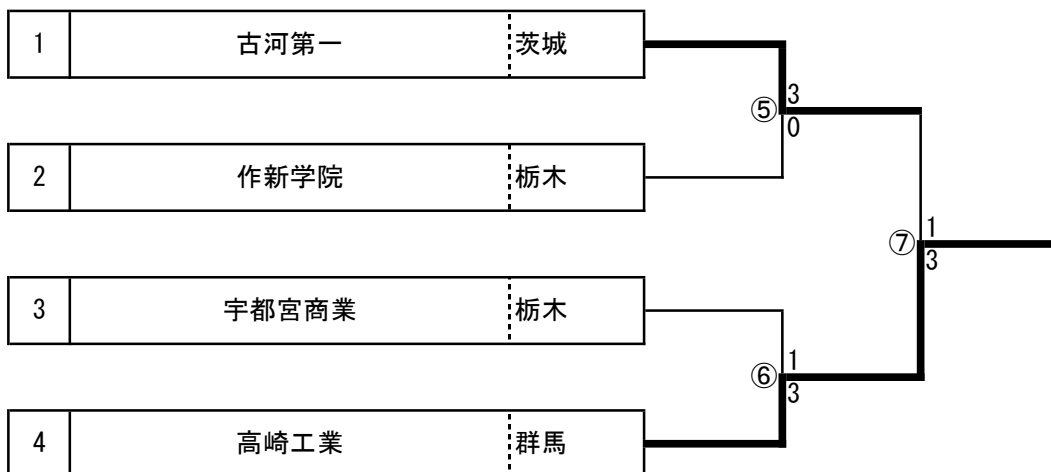 1 古河第一 茨城
3
⑤
0
2 作新学院 栃木
1
⑦
3
3 宇都宮商業 栃木
1
⑥
3
4 高崎工業 群馬